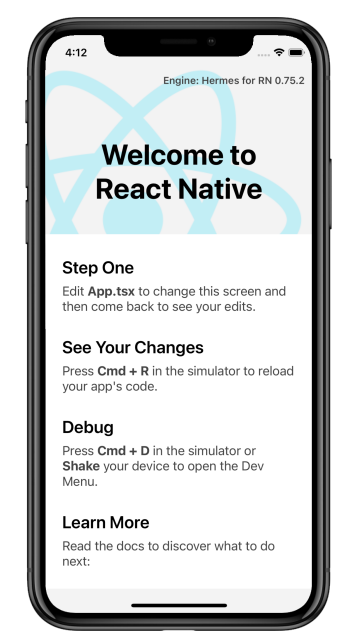 4:12
Engine: Hermes for RN 0.75.2
Welcome to
React Native
Step One
Edit App.tsx to change this screen and
then come back to see your edits.
See Your Changes
Press Cmd + R in the simulator to reload
your app's code.
Debug
Press Cmd + D in the simulator or
Shake your device to open the Dev
Menu.
Learn More
Read the docs to discover what to do
next: